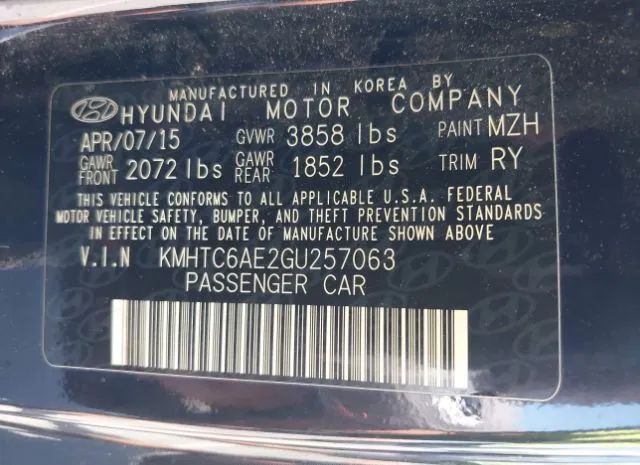 MANUFACTURED IN KOREA BY
HYUNDAI MOTOR COMPANY
APR/07/15 GVWR 3858 lbs PAINT MZH
GAWR FRONT 2072 lbs GAWR REAR 1852 lbs TRIM RY
THIS VEHICLE CONFORMS TO ALL APPLICABLE U.S.A. FEDERAL
MOTOR VEHICLE SAFETY, BUMPER, AND THEFT PREVENTION STANDARDS
IN EFFECT ON THE DATE OF MANUFACTURE SHOWN ABOVE
V.I.N KMHTC6AE2GU257063
PASSENGER CAR